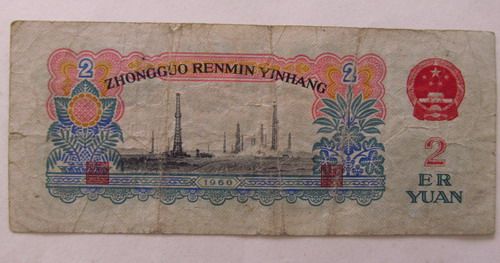 2
ZHONGGUO RENMIN YINHANG
2
1960
2
ER
YUAN